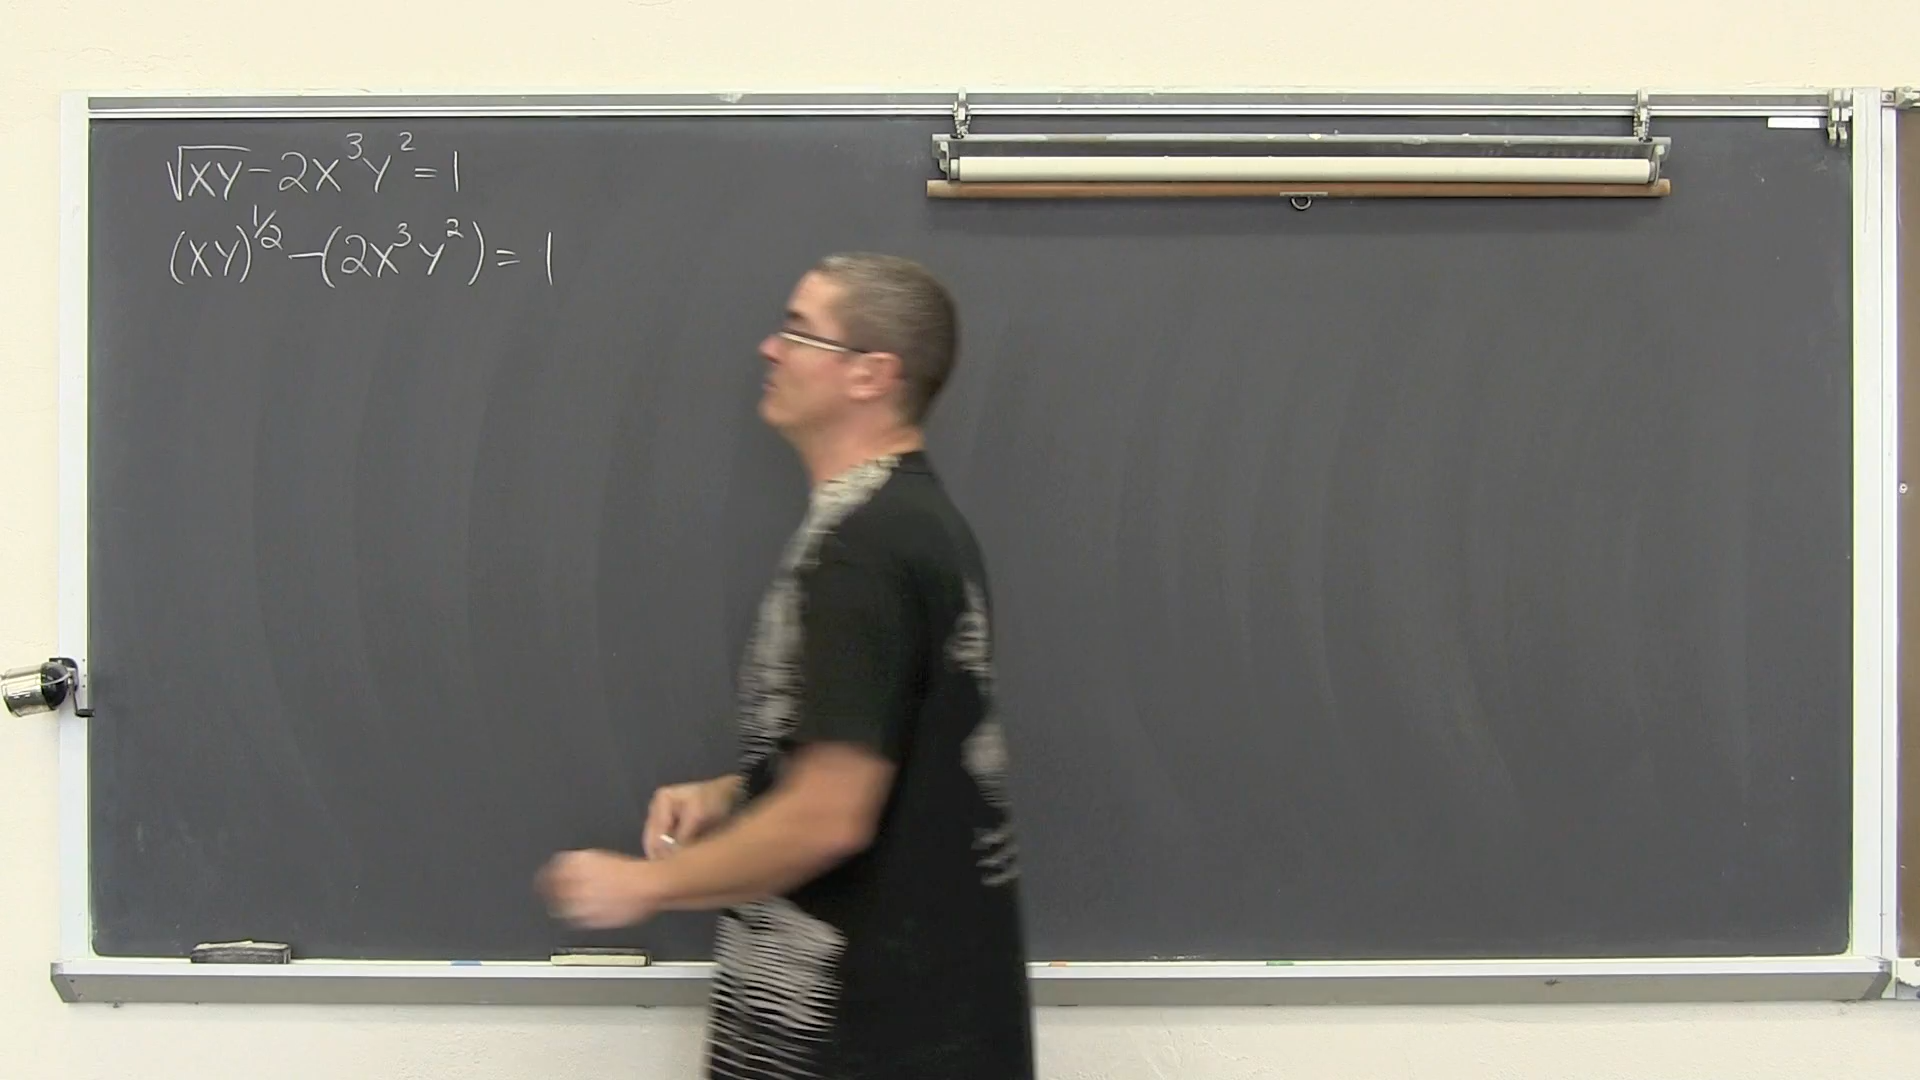 √XY - 2X³Y² = 1
(XY)^½ - (2X³Y²) = 1